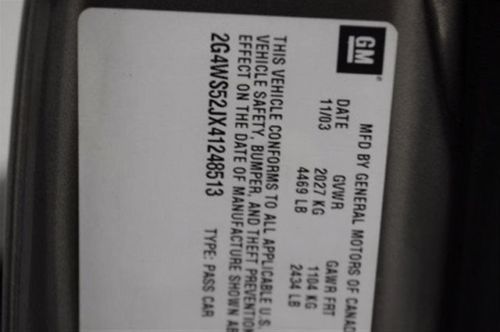 GM
MFD BY GENERAL MOTORS OF CANA
DATE GVWR GAWR FRT
11/03 2027 KG 1104 KG
4469 LB 2434 LB
THIS VEHICLE CONFORMS TO ALL APPLICABLE U.S.
VEHICLE SAFETY, BUMPER, AND THEFT PREVENTION
EFFECT ON THE DATE OF MANUFACTURE SHOWN AB
2G4WS52JX41248513 TYPE: PASS CAR